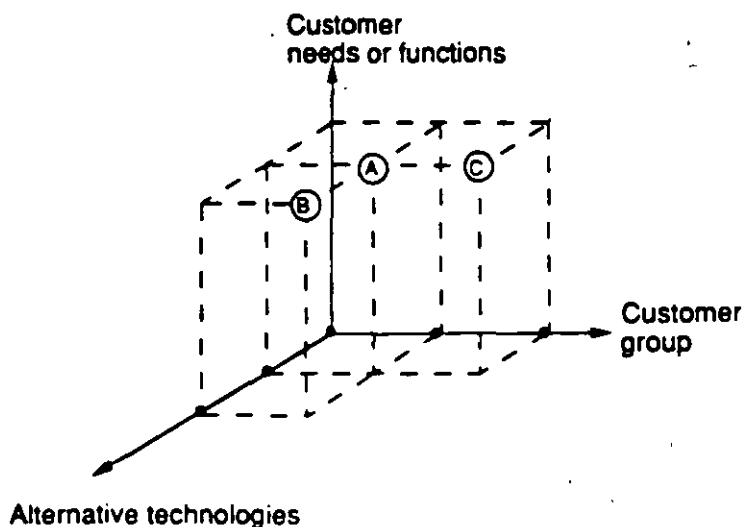 Customer
needs or functions
A
C
B
Customer
group
Alternative technologies